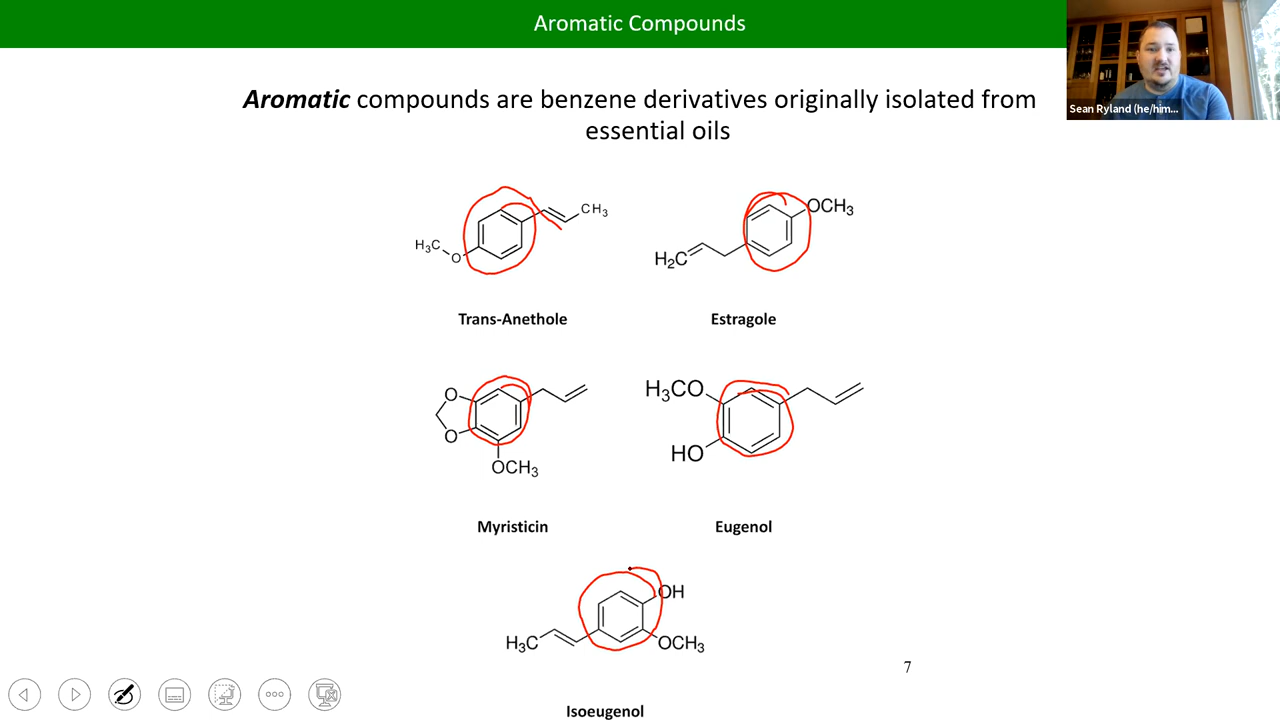 Aromatic Compounds
Sean Ryland (he/him...
Aromatic compounds are benzene derivatives originally isolated from
essential oils
CH3
H3C
O
Trans-Anethole
OCH3
H2C
Estragole
O
O
OCH3
Myristicin
H3CO
HO
Eugenol
OH
H3C
OCH3
Isoeugenol
7